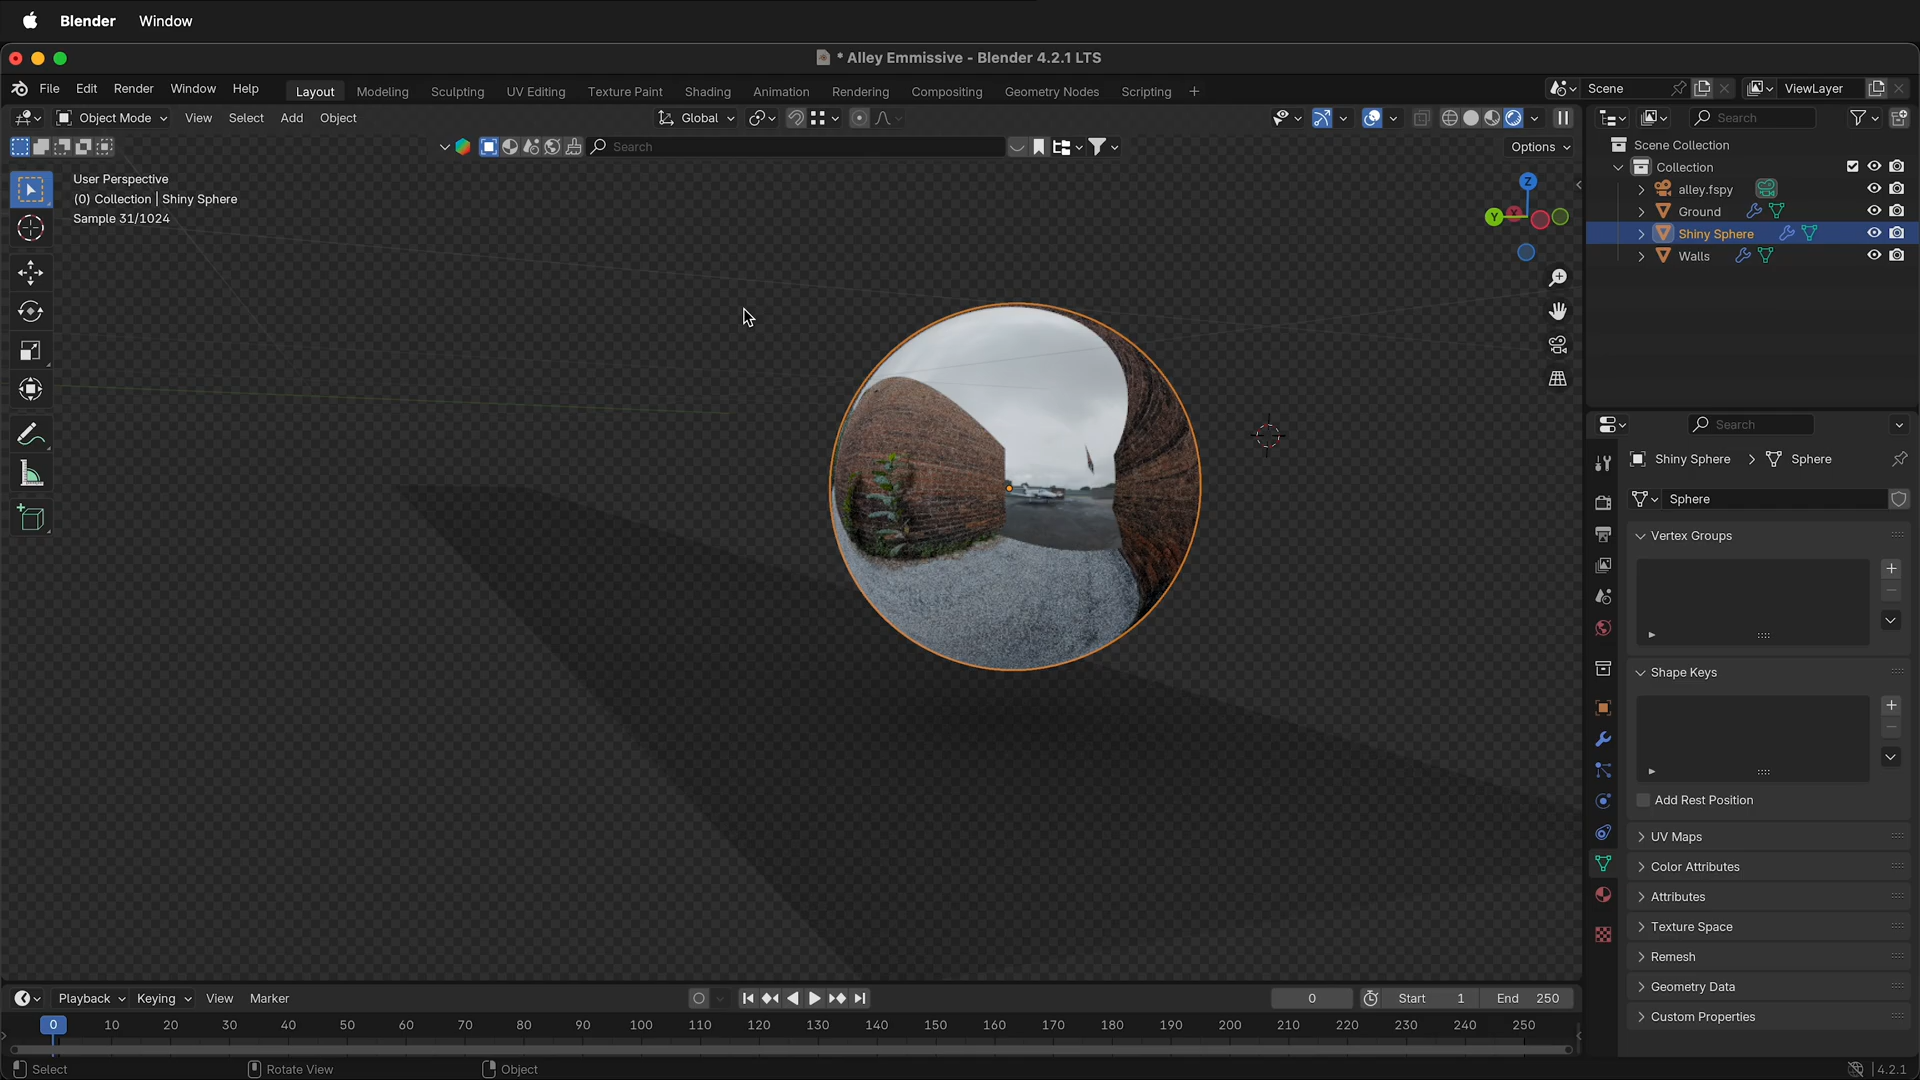 Blender Window
* Alley Emmissive - Blender 4.2.1 LTS
File Edit Render Window Help Layout Modeling Sculpting UV Editing Texture Paint Shading Animation Rendering Compositing Geometry Nodes Scripting + Scene ViewLayer
Object Mode View Select Add Object Global Search
Search Options
Scene Collection
Collection
alley.fspy
Ground
Shiny Sphere
Walls
User Perspective
(0) Collection | Shiny Sphere
Sample 31/1024
Z
Y
Search
Shiny Sphere > Sphere
Sphere
Vertex Groups
Shape Keys
Add Rest Position
UV Maps
Color Attributes
Attributes
Texture Space
Remesh
Geometry Data
Custom Properties
Playback Keying View Marker 0 Start 1 End 250
0 10 20 30 40 50 60 70 80 90 100 110 120 130 140 150 160 170 180 190 200 210 220 230 240 250
Select Rotate View Object 4.2.1